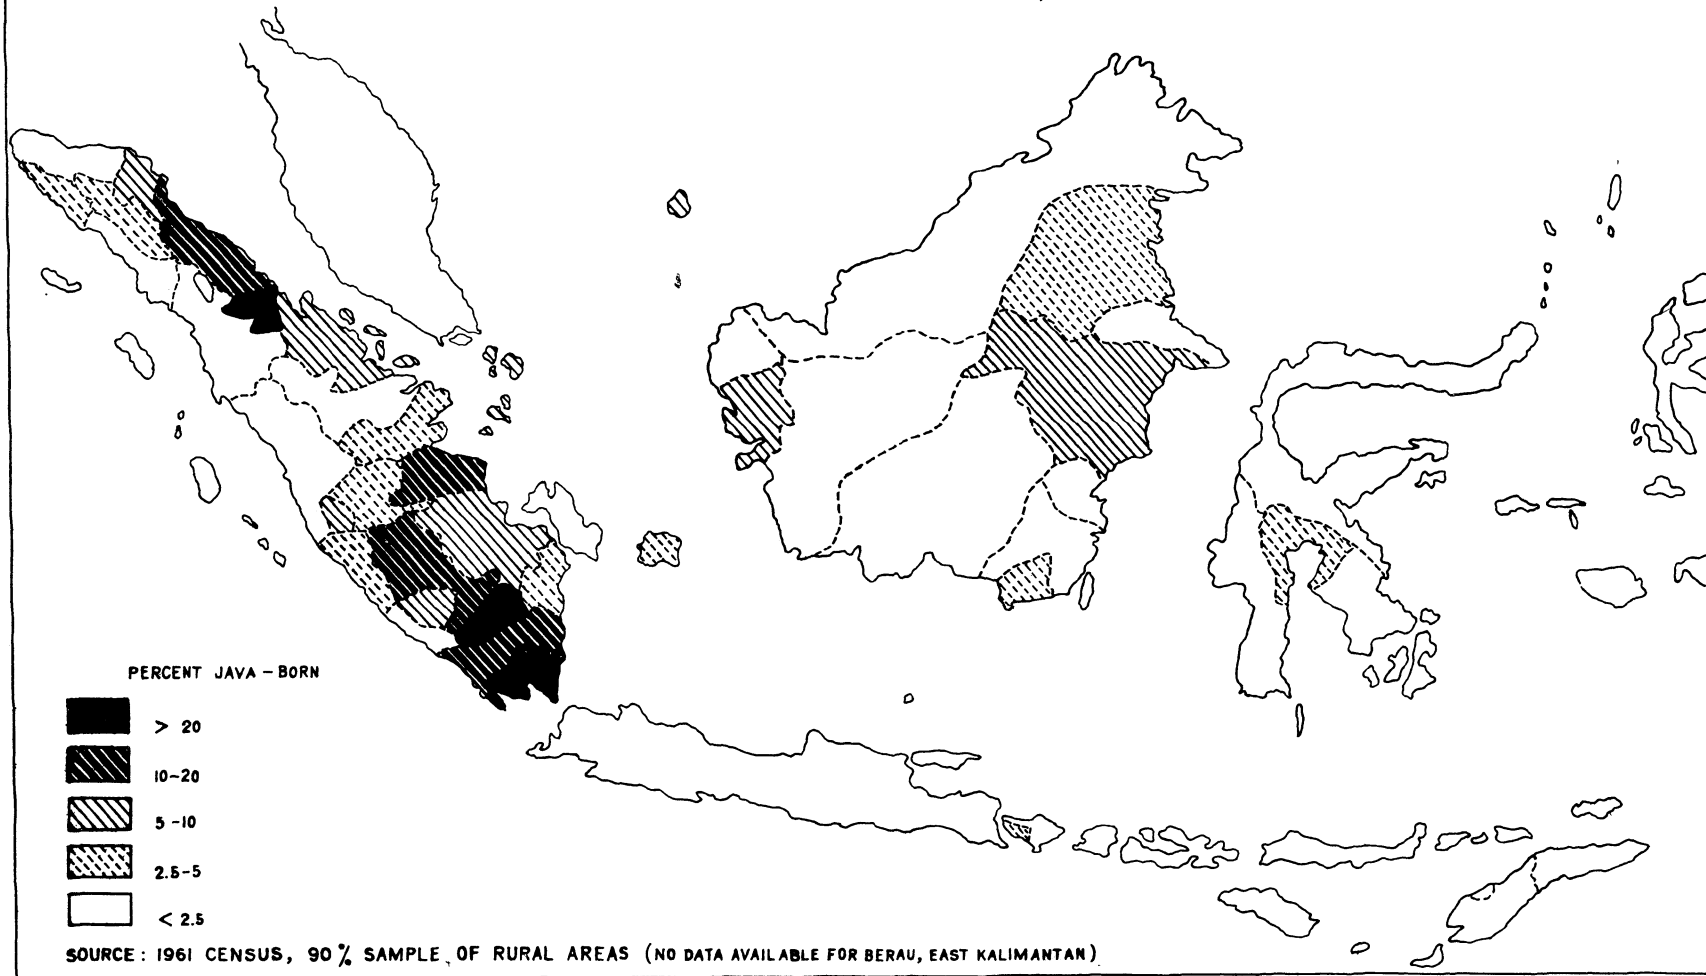 PERCENT JAVA-BORN
> 20
10-20
5-10
2.5-5
< 2.5
SOURCE: 1961 CENSUS, 90% SAMPLE OF RURAL AREAS (NO DATA AVAILABLE FOR BERAU, EAST KALIMANTAN)